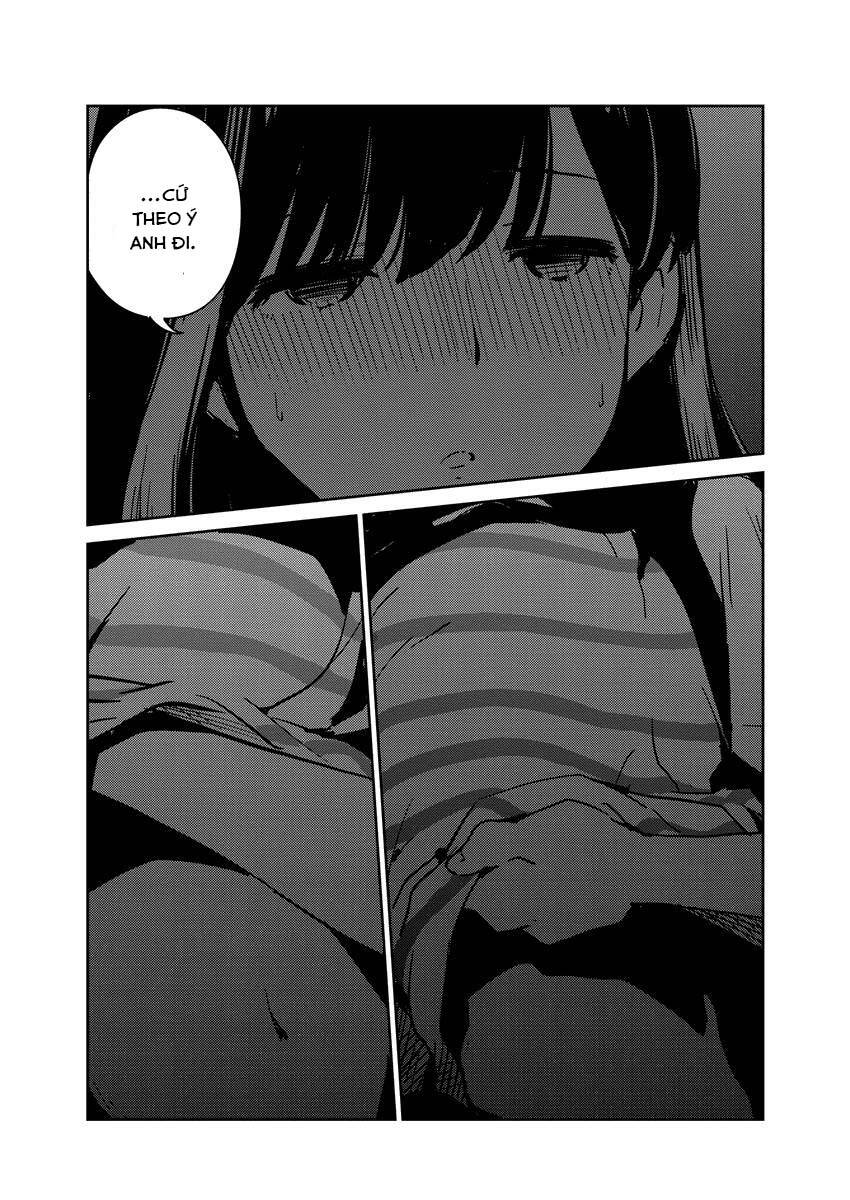 ...CỨ
THEO Ý
ANH ĐI.